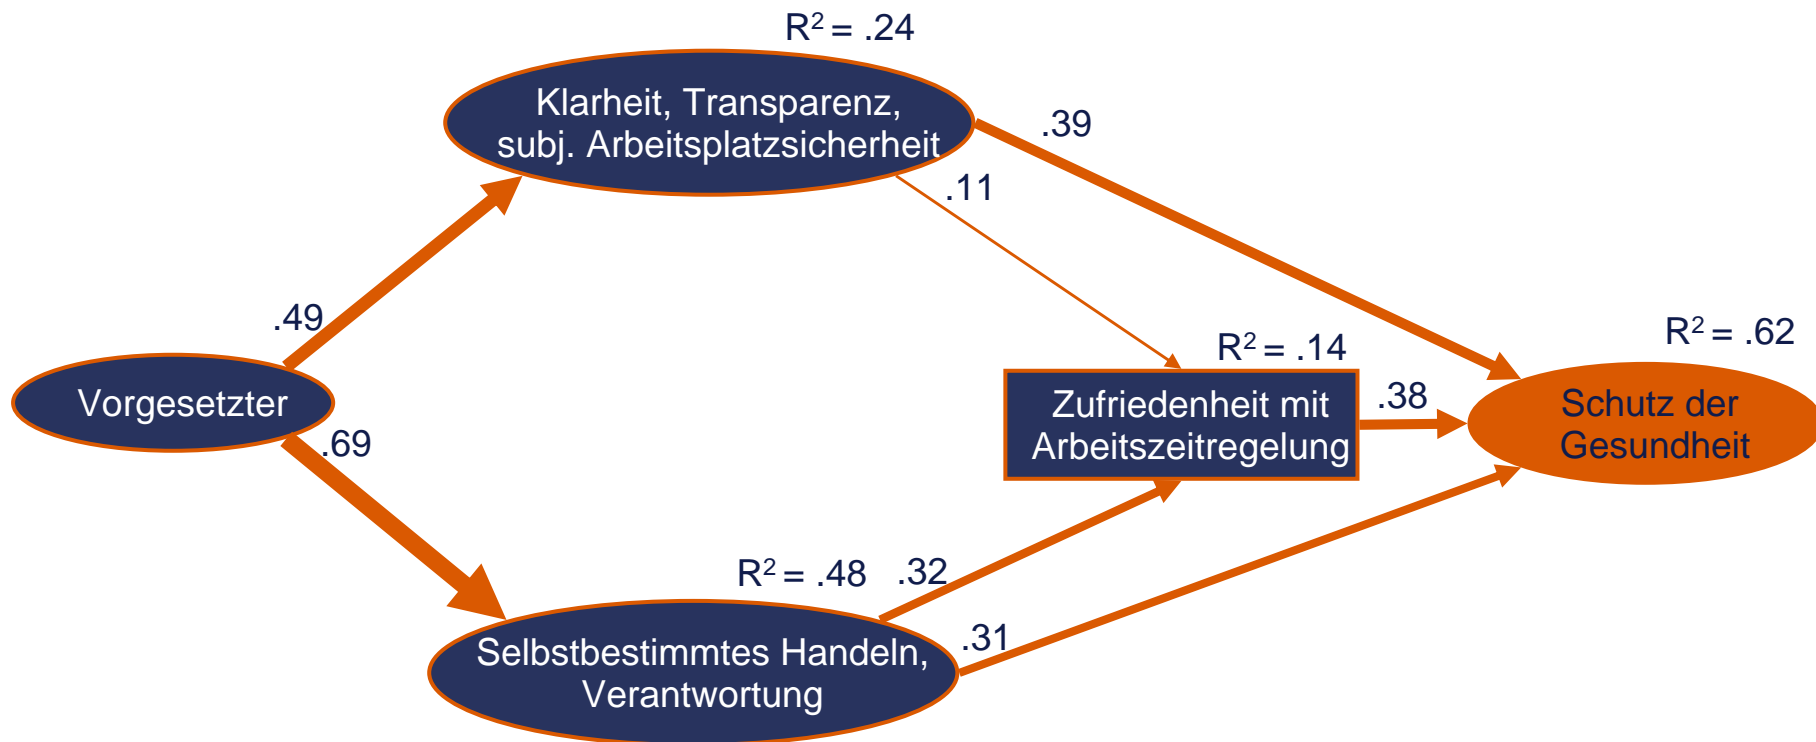 R² = .24
Klarheit, Transparenz,
subj. Arbeitsplatzsicherheit
.39
.11
.49
R² = .62
R² = .14
Vorgesetzter
Zufriedenheit mit
Arbeitszeitregelung
.38
Schutz der
Gesundheit
.69
R² = .48
.32
.31
Selbstbestimmtes Handeln,
Verantwortung